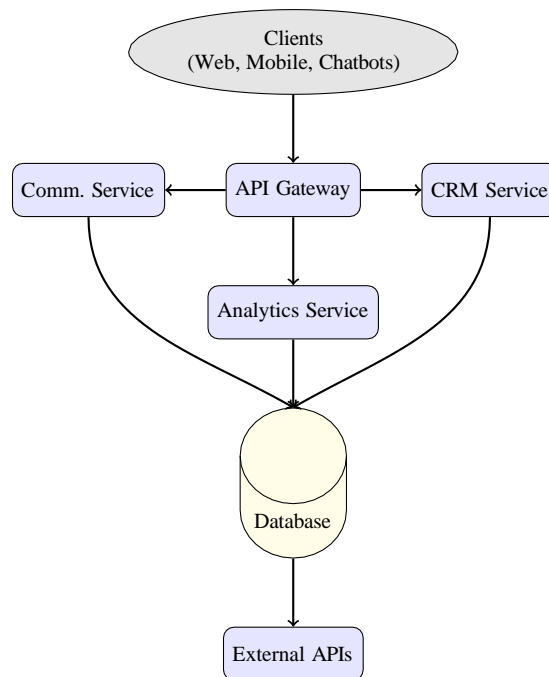 Clients
(Web, Mobile, Chatbots)
Comm. Service
API Gateway
CRM Service
Analytics Service
Database
External APIs